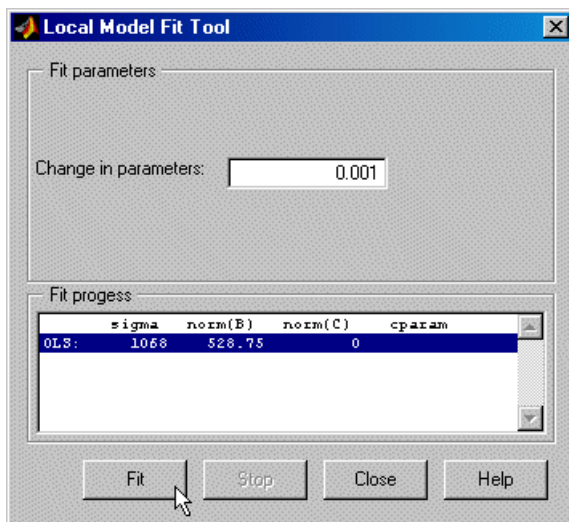 Local Model Fit Tool
Fit parameters
Change in parameters: 0.001
Fit progess
sigma norm(B) norm(C) cparam
OLS: 1068 528.75 0
Fit Stop Close Help